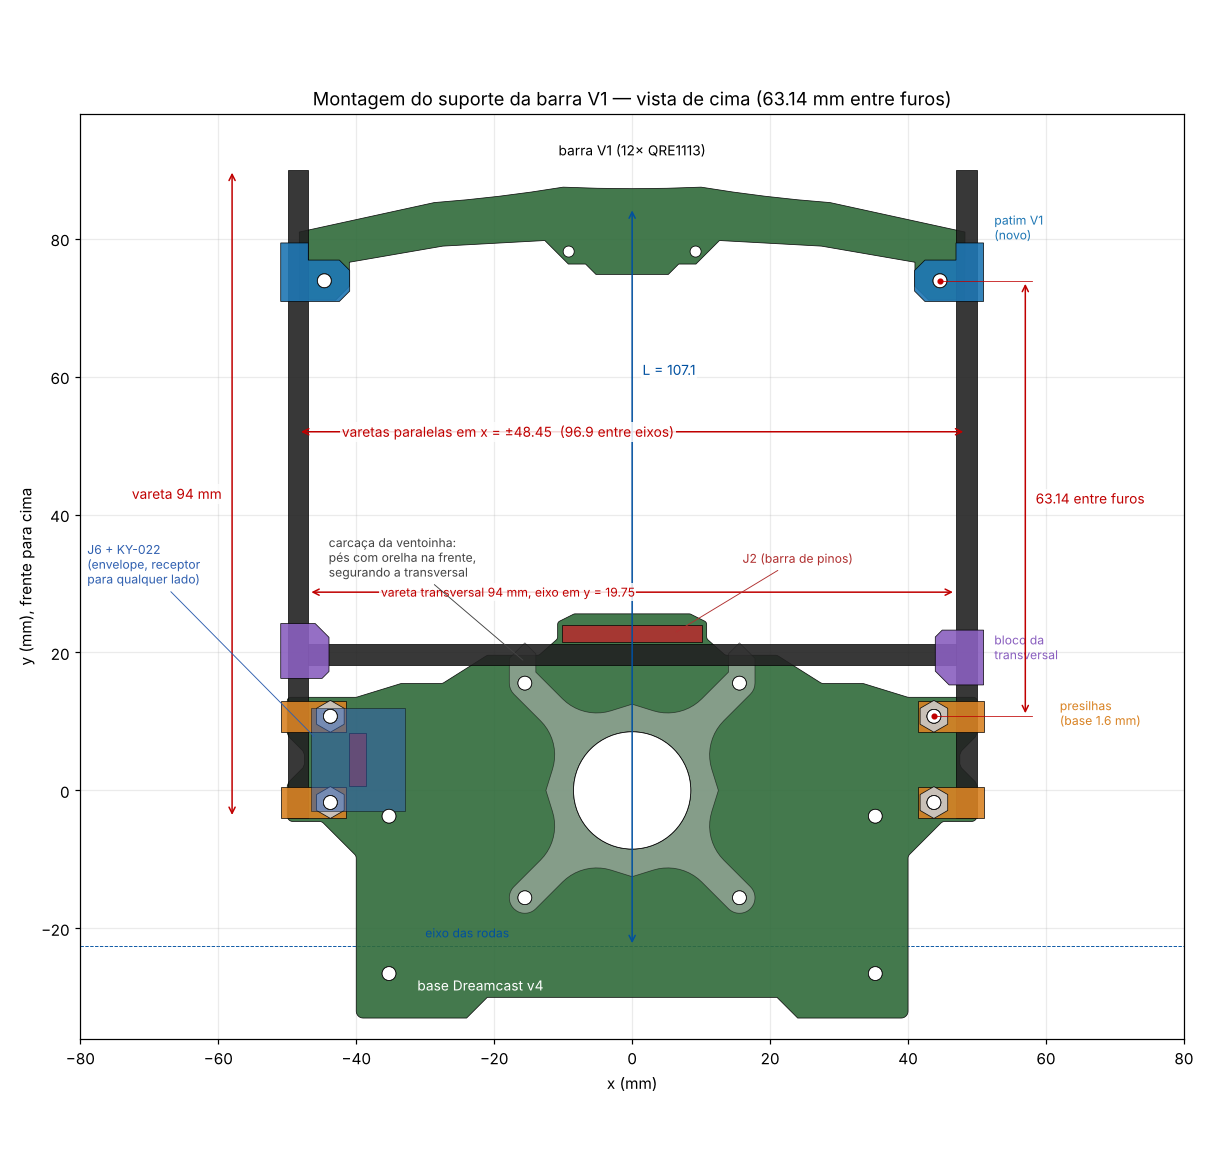 Montagem do suporte da barra V1 — vista de cima (63.14 mm entre furos)
barra V1 (12× QRE1113)
patim V1
(novo)
L = 107.1
varetas paralelas em x = ±48.45  (96.9 entre eixos)
vareta 94 mm
63.14 entre furos
J6 + KY-022
(envelope, receptor
para qualquer lado)
carcaça da ventoinha:
pés com orelha na frente,
segurando a transversal
J2 (barra de pinos)
vareta transversal 94 mm, eixo em y = 19.75
bloco da
transversal
presilhas
(base 1.6 mm)
eixo das rodas
base Dreamcast v4
y (mm), frente para cima
80
60
40
20
0
−20
−80
−60
−40
−20
0
20
40
60
80
x (mm)